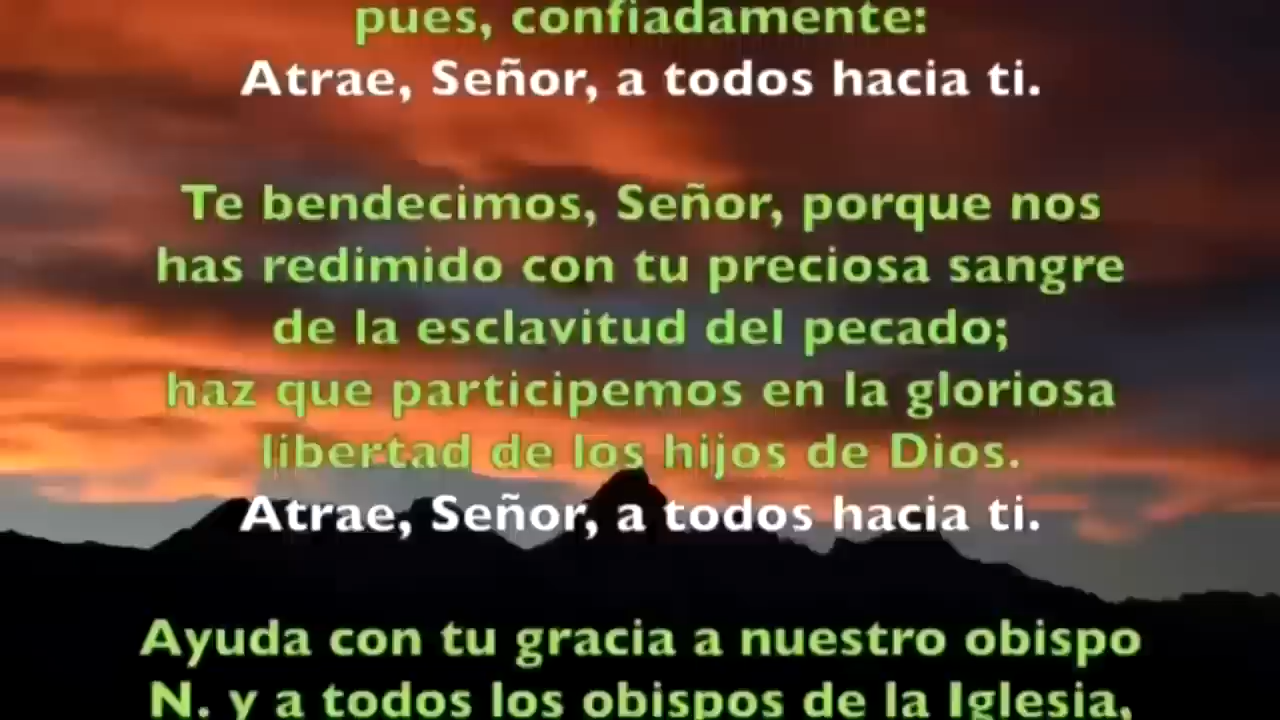 pues, confiadamente:
Atrae, Señor, a todos hacia ti.
Te bendecimos, Señor, porque nos
has redimido con tu preciosa sangre
de la esclavitud del pecado;
haz que participemos en la gloriosa
libertad de los hijos de Dios.
Atrae, Señor, a todos hacia ti.
Ayuda con tu gracia a nuestro obispo
N. y a todos los obispos de la Iglesia,